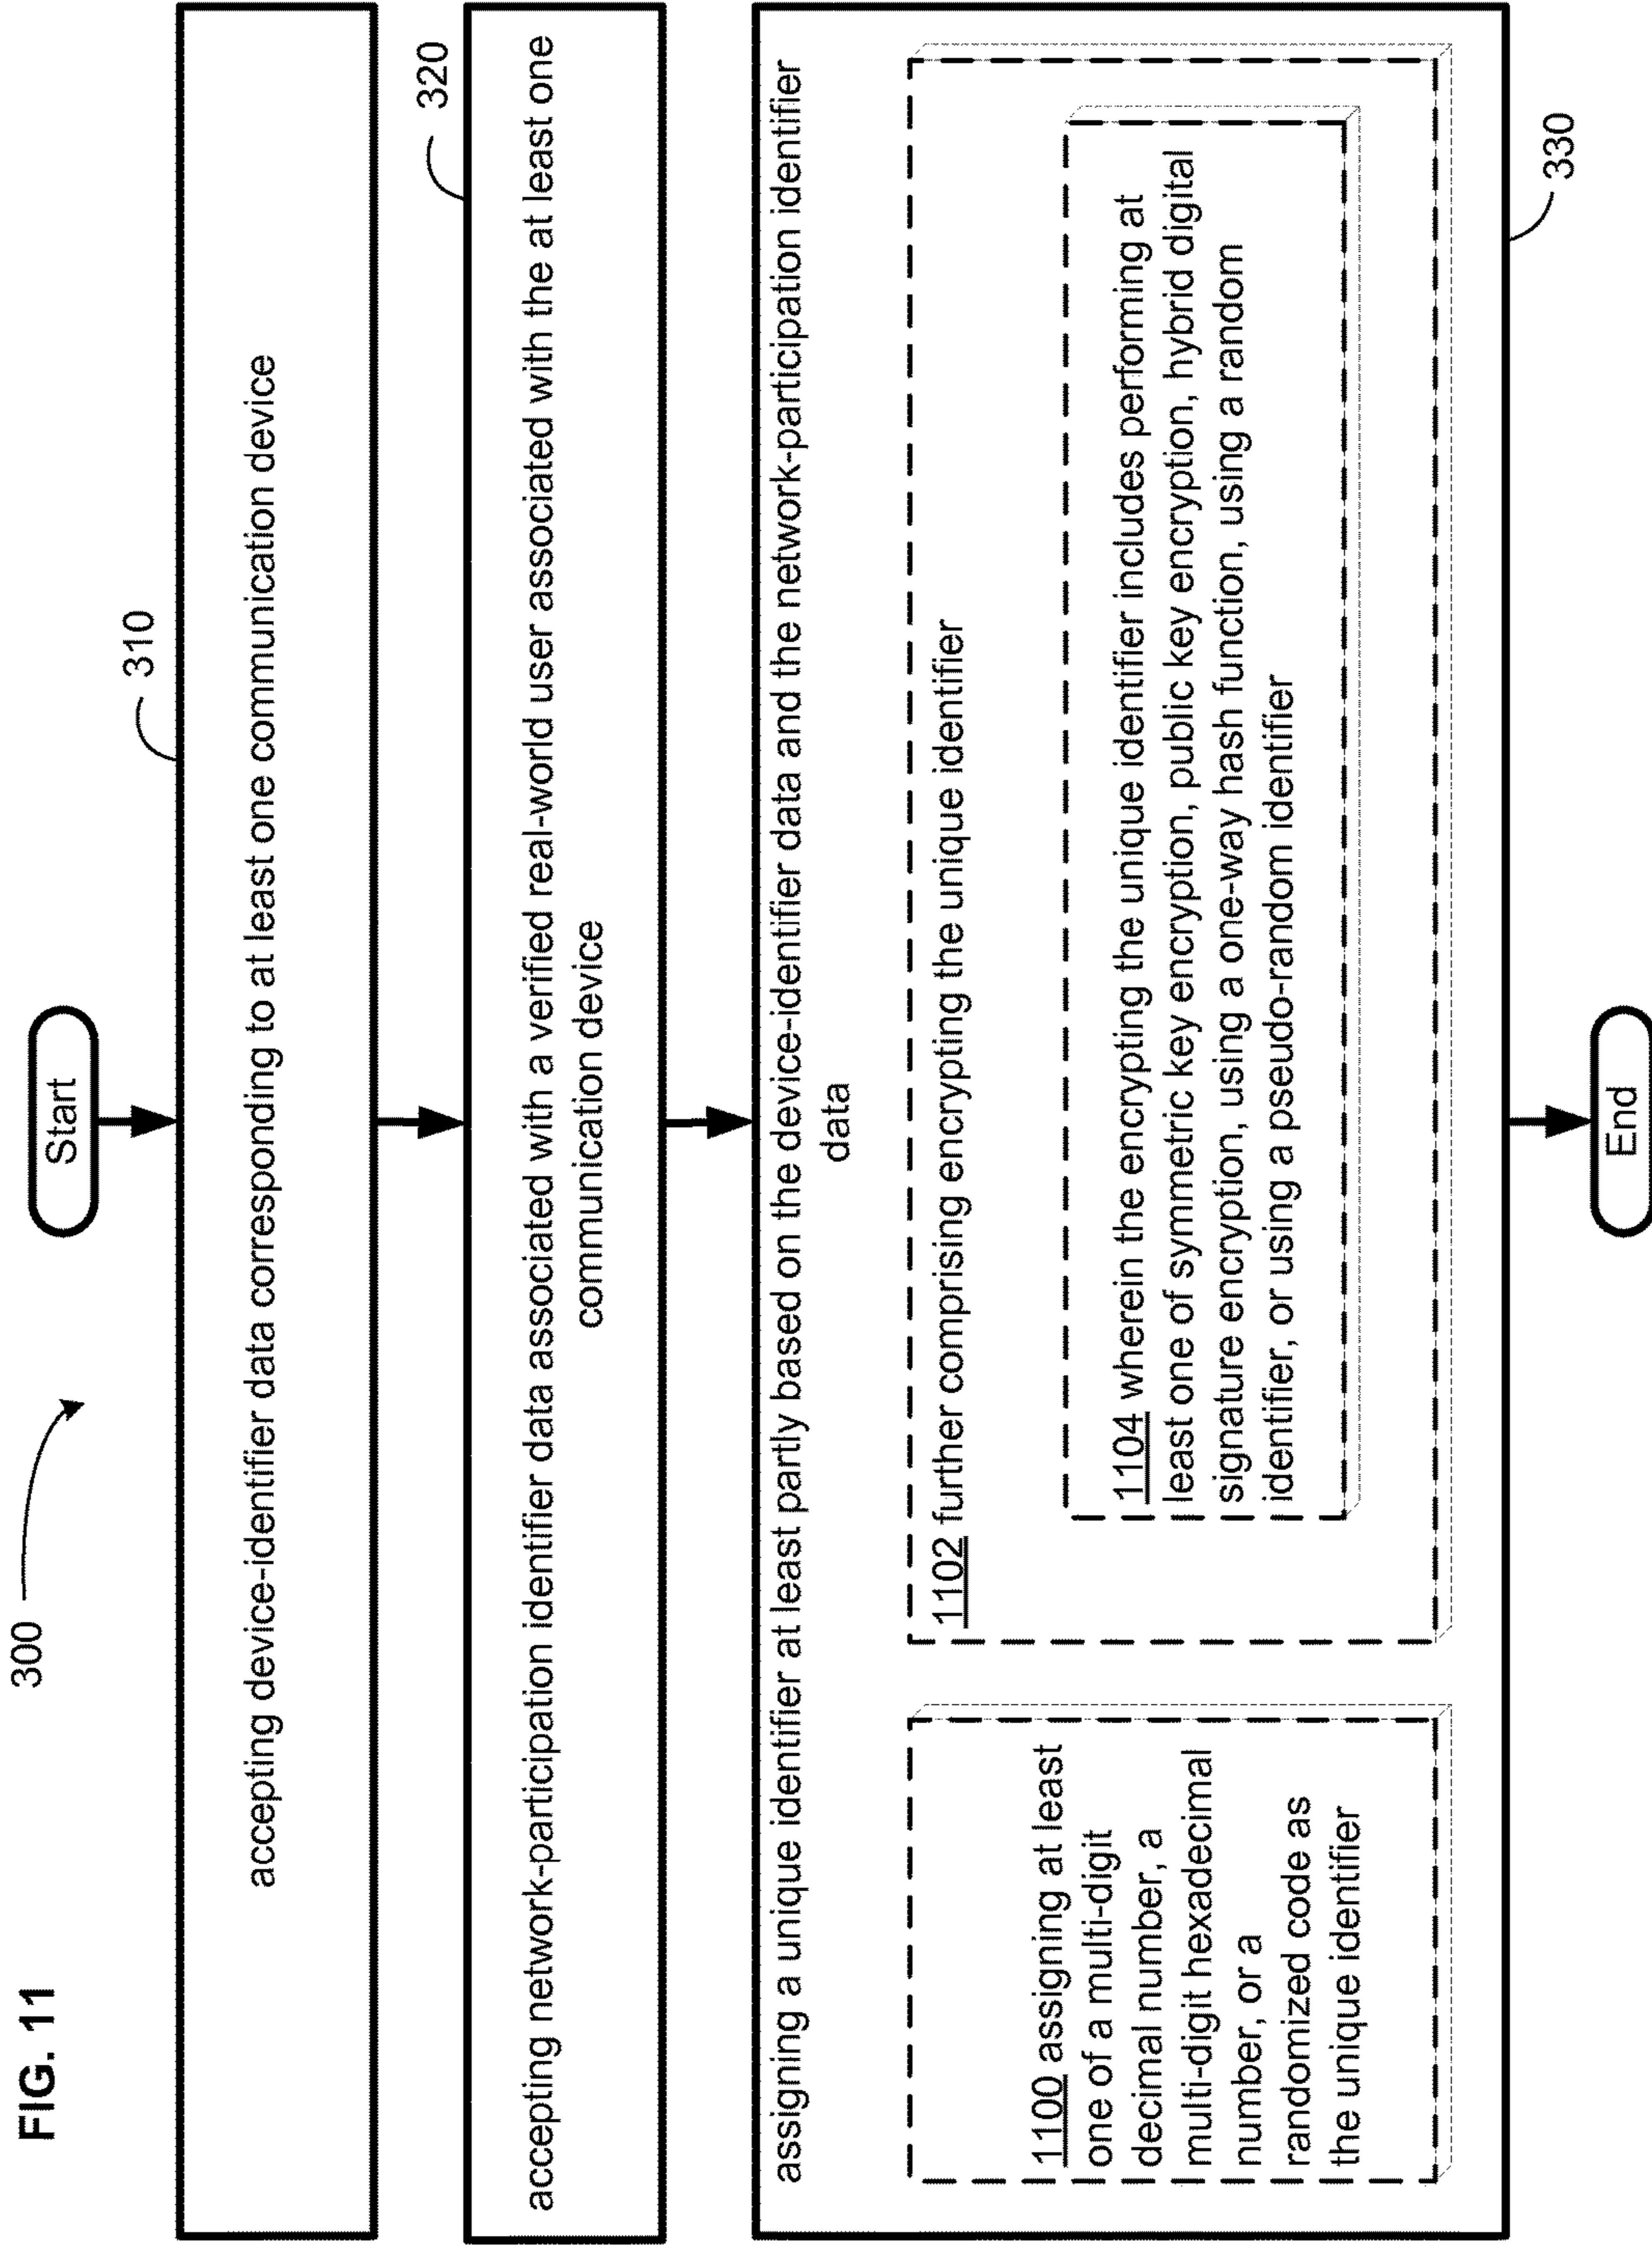 FIG. 11
300
Start
310
accepting device-identifier data corresponding to at least one communication device
320
accepting network-participation identifier data associated with a verified real-world user associated with the at least one
communication device
assigning a unique identifier at least partly based on the device-identifier data and the network-participation identifier
data
1100 assigning at least
one of a multi-digit
decimal number, a
multi-digit hexadecimal
number, or a
randomized code as
the unique identifier
1102 further comprising encrypting the unique identifier
1104 wherein the encrypting the unique identifier includes performing at
least one of symmetric key encryption, public key encryption, hybrid digital
signature encryption, using a one-way hash function, using a random
identifier, or using a pseudo-random identifier
330
End